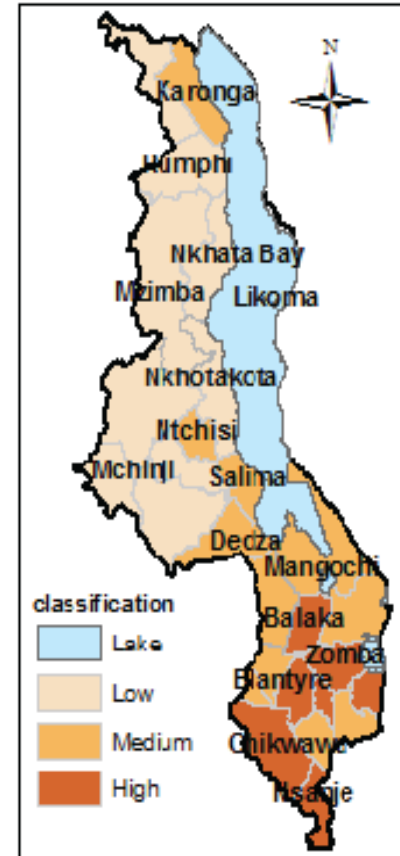 N
Karonga
Rumphi
Nkhata Bay
Mzimba
Likoma
Nkhotakota
Ntchisi
Mchinji
Salima
Dedza
Mangochi
classification
Balaka
Lake
Zomba
Blantyre
Low
Medium
Chikwawa
High
Nsanje